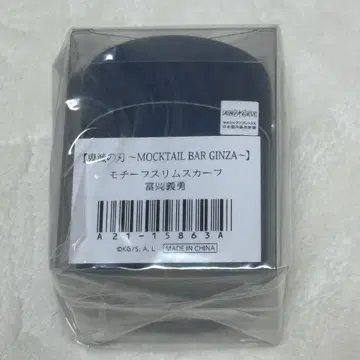 【鬼滅の刃 ～MOCKTAIL BAR GINZA～】
モチーフスリムスカーフ
冨岡義勇
A21-15863A
©KG/S,A,U
MADE IN CHINA